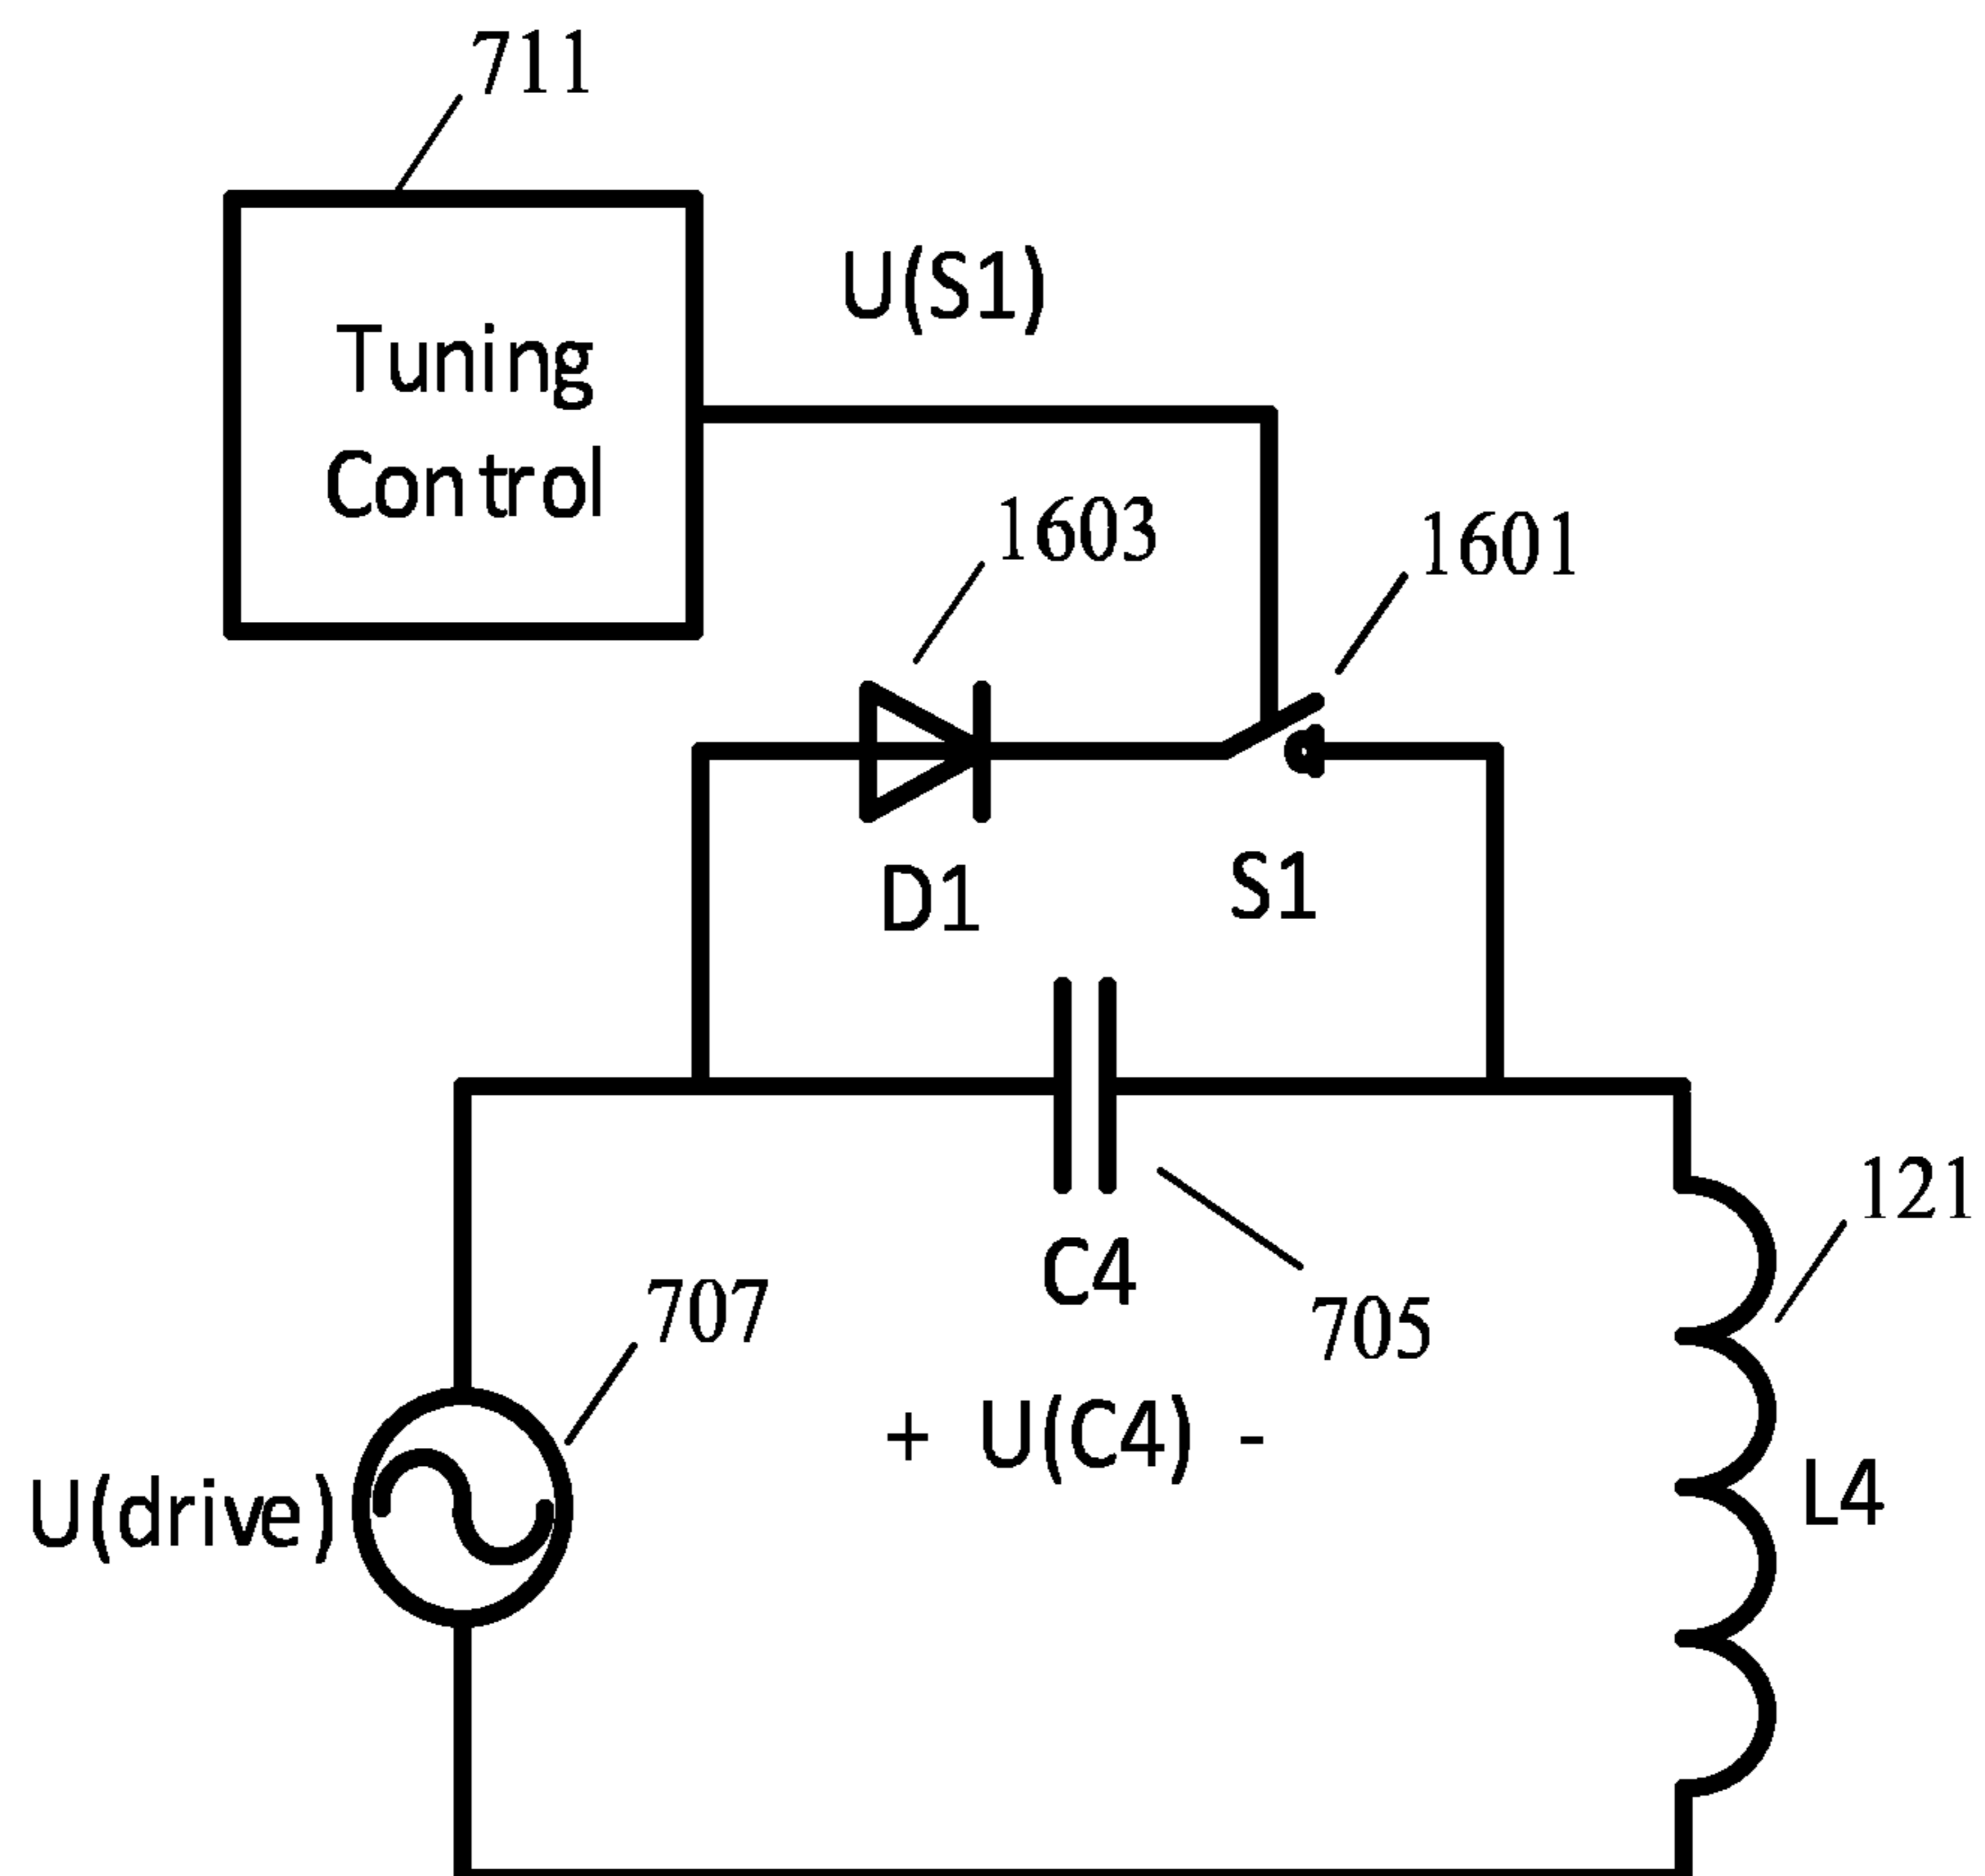 711
U(S1)
Tuning
Control
1603
1601
D1
S1
121
C4
707
705
+ U(C4) -
U(drive)
L4